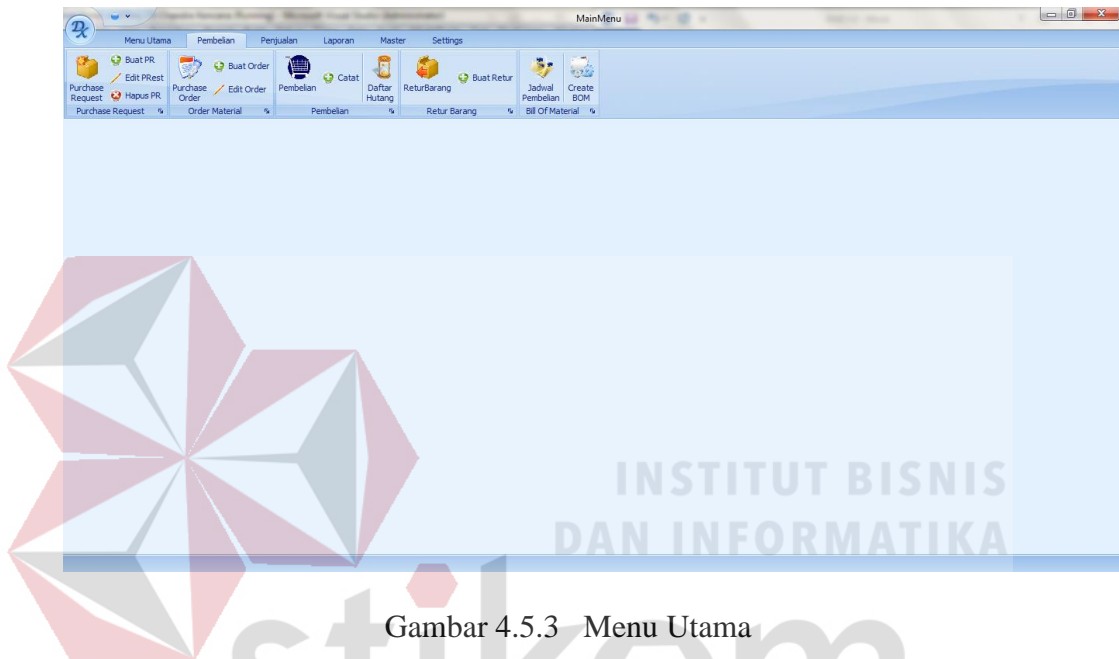 MainMenu
Menu Utama Pembelian Penjualan Laporan Master Settings
Purchase Request
Buat PR
Edit PRest
Hapus PR
Purchase Order
Buat Order
Edit Order
Pembelian
Catat
Daftar Hutang
ReturBarang
Buat Retur
Jadwal Pembelian
Create BOM
Purchase Request Order Material Pembelian Retur Barang Bill Of Material
INSTITUT BISNIS
DAN INFORMATIKA
Gambar 4.5.3 Menu Utama
stikom